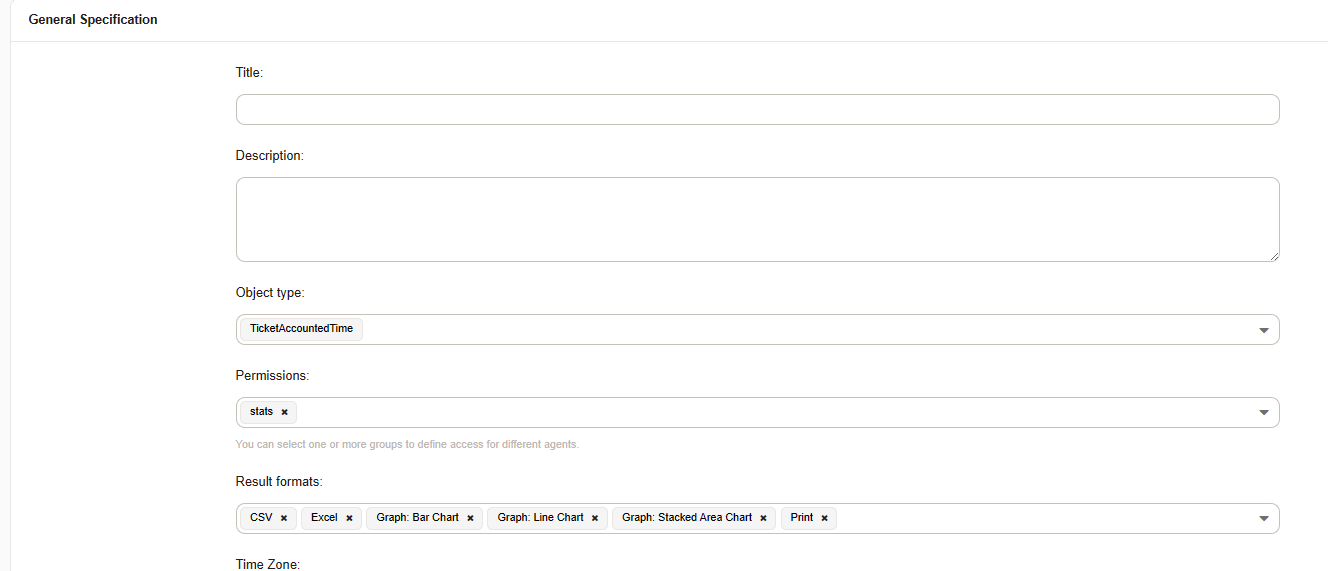 General Specification
Title:
Description:
Object type:
TicketAccountedTime
Permissions:
stats ×
You can select one or more groups to define access for different agents.
Result formats:
CSV × Excel × Graph: Bar Chart × Graph: Line Chart × Graph: Stacked Area Chart × Print ×
Time Zone: